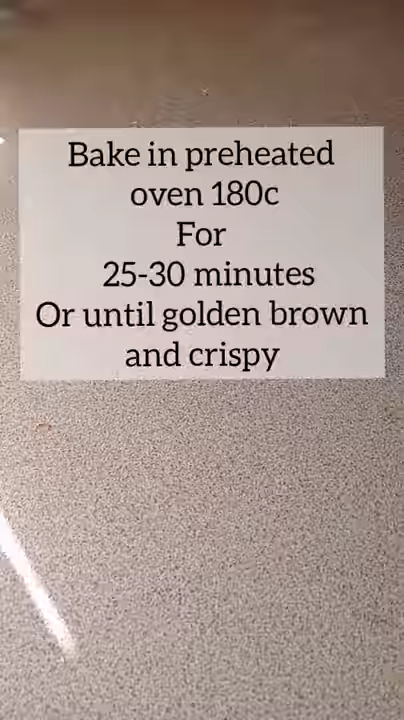 Bake in preheated
oven 180c
For
25-30 minutes
Or until golden brown
and crispy